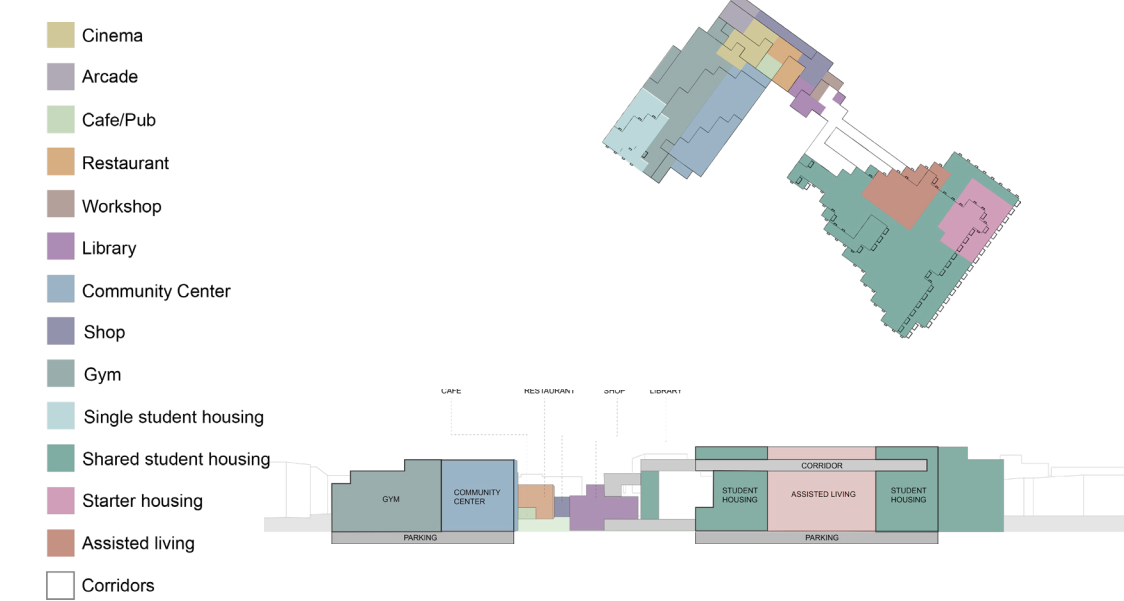 Cinema
Arcade
Cafe/Pub
Restaurant
Workshop
Library
Community Center
Shop
Gym
Single student housing
Shared student housing
Starter housing
Assisted living
Corridors
CAFE RESTAURANT SHOP LIBRARY
CORRIDOR
GYM
COMMUNITY
CENTER
STUDENT
HOUSING
ASSISTED LIVING
STUDENT
HOUSING
PARKING
PARKING